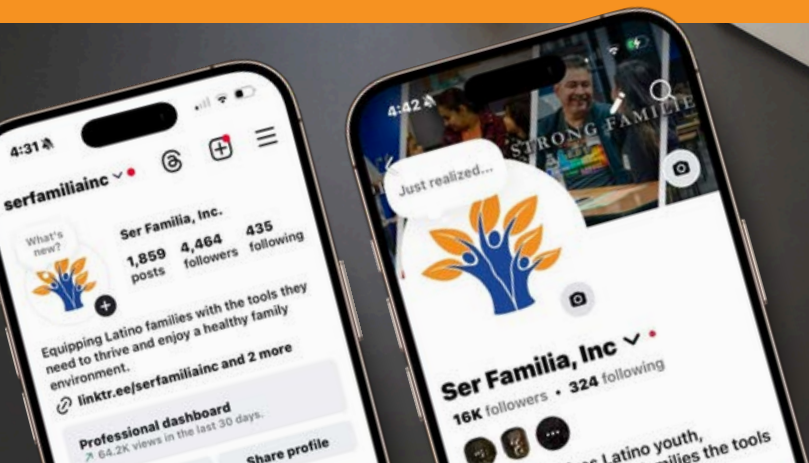 4:31
serfamiliainc
What's
new?
Ser Familia, Inc.
1,859 4,464 435
posts followers following
Equipping Latino families with the tools they
need to thrive and enjoy a healthy family
environment.
linktr.ee/serfamiliainc and 2 more
Professional dashboard
64.2K views in the last 30 days.
Share profile
4:42
STRONG FAMILIE
Just realized...
Ser Familia, Inc
16K followers • 324 following
Latino youth,
the tools